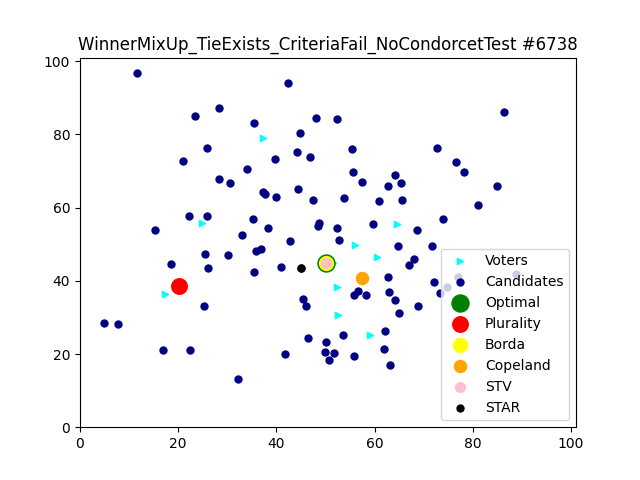 WinnerMixUp_TieExists_CriteriaFail_NoCondorcetTest #6738
100
80
60
40
20
0
0 20 40 60 80 100
Voters
Candidates
Optimal
Plurality
Borda
Copeland
STV
STAR